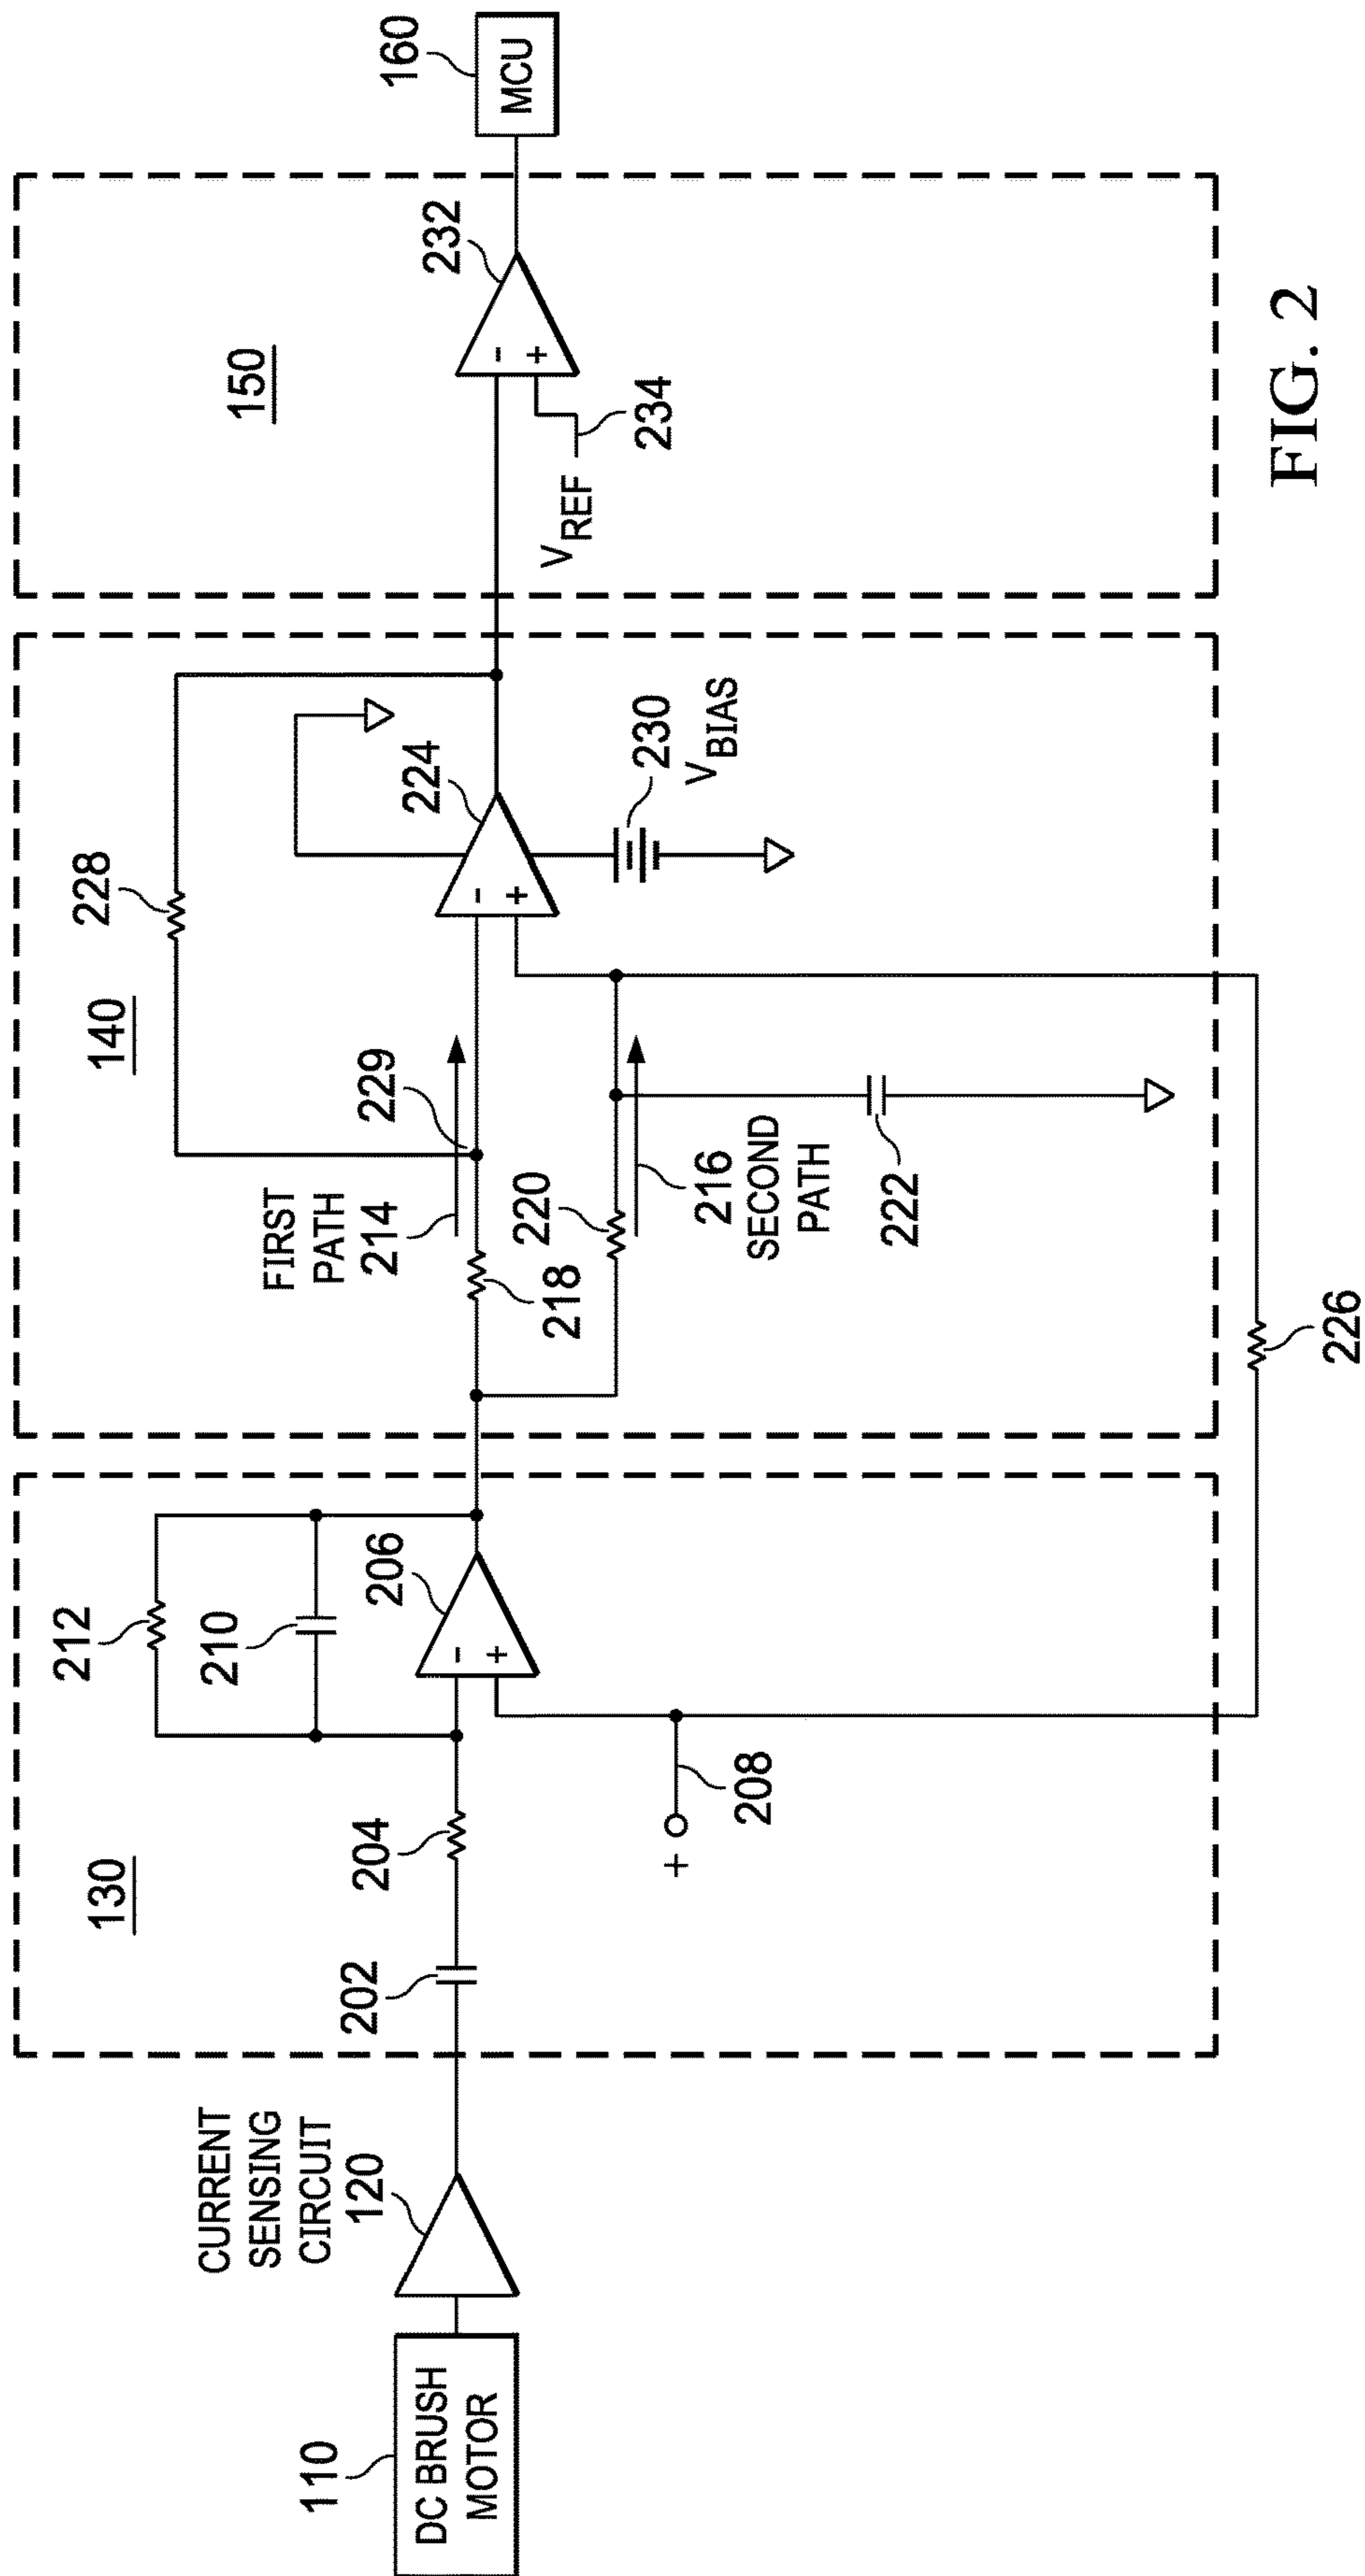 110
DC BRUSH
MOTOR
CURRENT
SENSING
CIRCUIT
120
130
202
204
208
+
212
210
206
-
+
140
FIRST
PATH
214
218
229
220
216
SECOND
PATH
222
226
228
224
-
+
230
VBIAS
150
VREF
234
232
-
+
160
MCU
FIG. 2